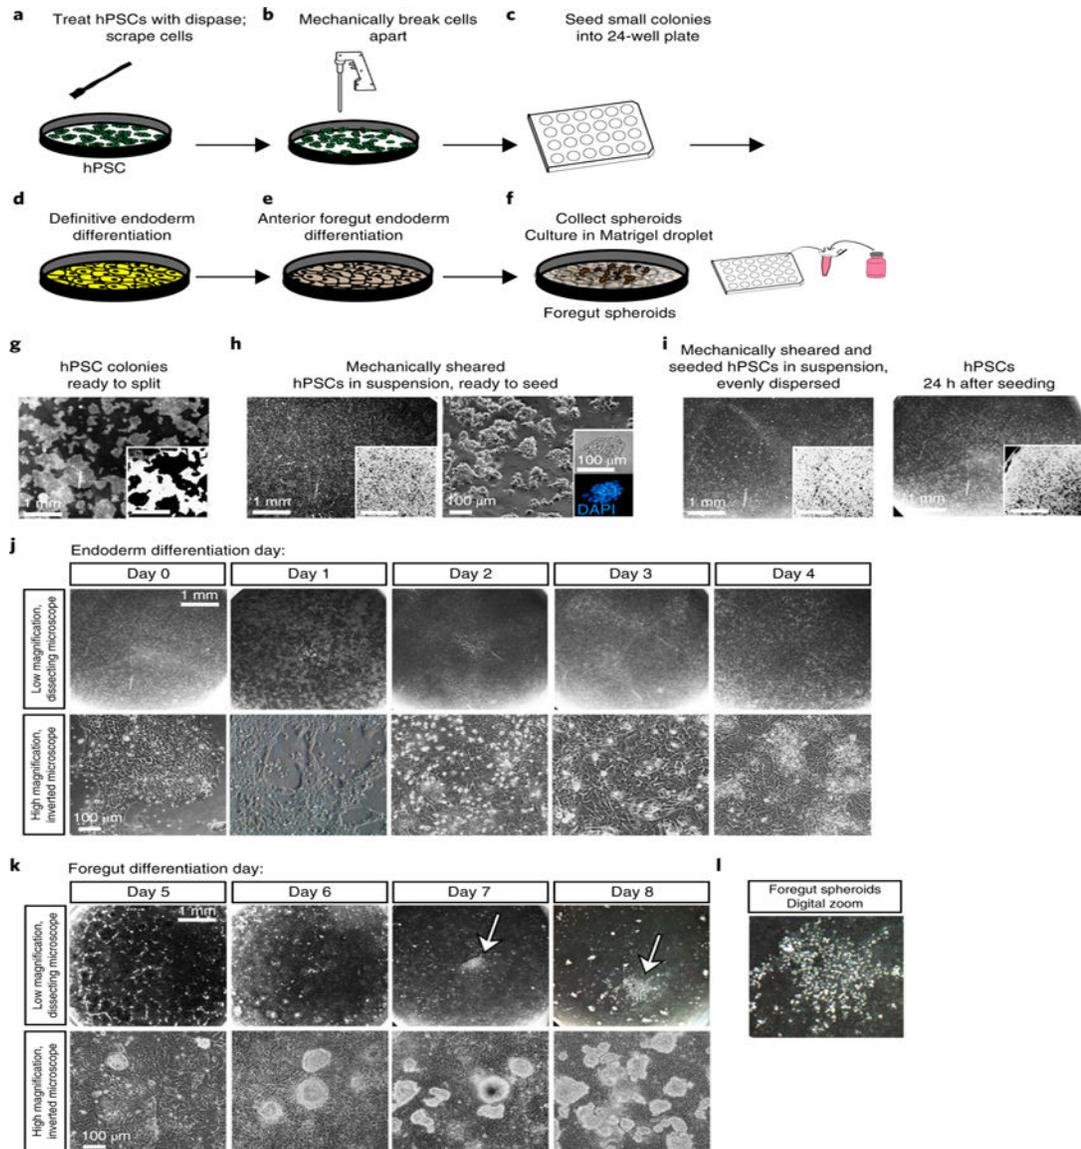 a
Treat hPSCs with dispase;
scrape cells
b
Mechanically break cells
apart
c
Seed small colonies
into 24-well plate
hPSC
d
Definitive endoderm
differentiation
e
Anterior foregut endoderm
differentiation
f
Collect spheroids
Culture in Matrigel droplet
Foregut spheroids
g
hPSC colonies
ready to split
1 mm
h
Mechanically sheared
hPSCs in suspension, ready to seed
1 mm
100 μm
100 μm
DAPI
i
Mechanically sheared and
seeded hPSCs in suspension,
evenly dispersed
1 mm
hPSCs
24 h after seeding
1 mm
j
Endoderm differentiation day:
Day 0
Day 1
Day 2
Day 3
Day 4
Low magnification,
dissecting microscope
1 mm
High magnification,
inverted microscope
100 μm
k
Foregut differentiation day:
Day 5
Day 6
Day 7
Day 8
Low magnification,
dissecting microscope
1 mm
High magnification,
inverted microscope
100 μm
l
Foregut spheroids
Digital zoom